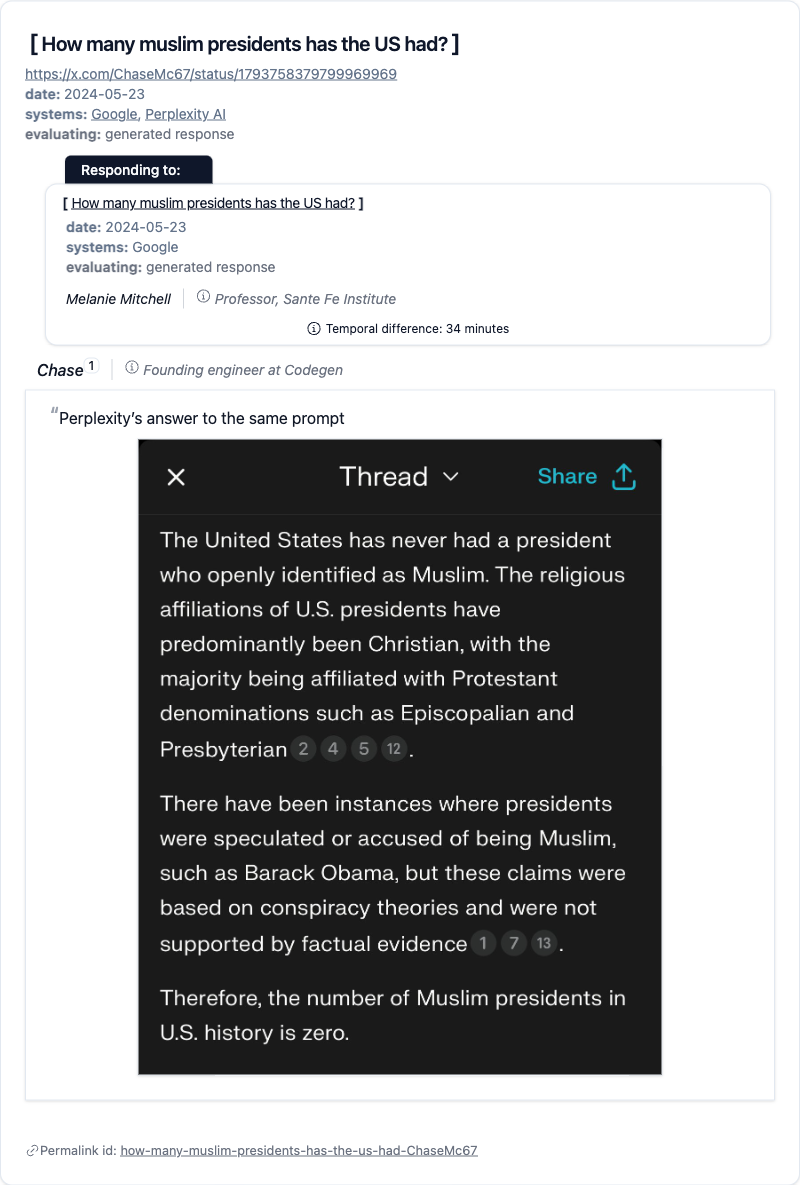 [ How many muslim presidents has the US had? ]
https://x.com/ChaseMc67/status/1793758379799969969
date: 2024-05-23
systems: Google, Perplexity AI
evaluating: generated response
Responding to:
[ How many muslim presidents has the US had? ]
date: 2024-05-23
systems: Google
evaluating: generated response
Melanie Mitchell
Professor, Sante Fe Institute
Temporal difference: 34 minutes
Chase 1
Founding engineer at Codegen
“Perplexity’s answer to the same prompt
Thread
Share
The United States has never had a president
who openly identified as Muslim. The religious
affiliations of U.S. presidents have
predominantly been Christian, with the
majority being affiliated with Protestant
denominations such as Episcopalian and
Presbyterian 2 4 5 12 .
There have been instances where presidents
were speculated or accused of being Muslim,
such as Barack Obama, but these claims were
based on conspiracy theories and were not
supported by factual evidence 1 7 13 .
Therefore, the number of Muslim presidents in
U.S. history is zero.
Permalink id: how-many-muslim-presidents-has-the-us-had-ChaseMc67